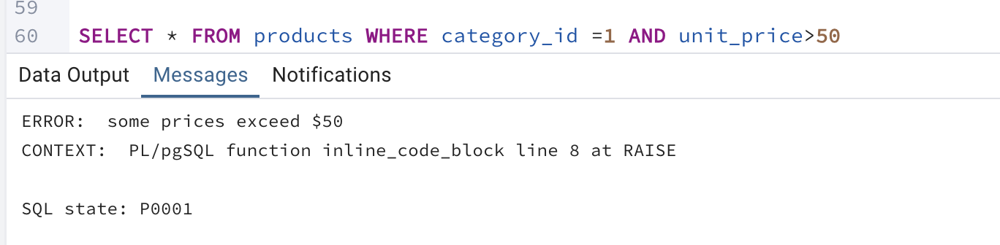 59
60 SELECT * FROM products WHERE category_id =1 AND unit_price>50
Data Output Messages Notifications
ERROR:  some prices exceed $50
CONTEXT:  PL/pgSQL function inline_code_block line 8 at RAISE
SQL state: P0001